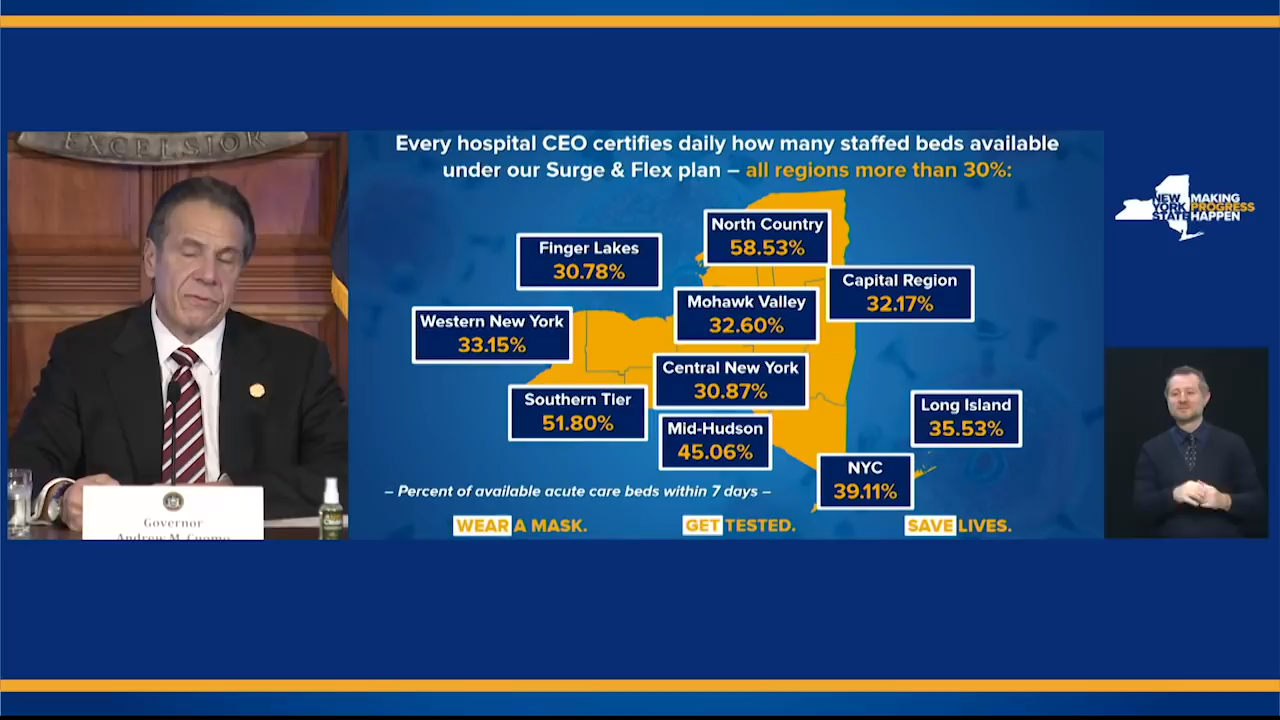 EXCELSIOR
Every hospital CEO certifies daily how many staffed beds available
under our Surge & Flex plan – all regions more than 30%:
North Country
58.53%
Finger Lakes
30.78%
Capital Region
32.17%
Mohawk Valley
32.60%
Western New York
33.15%
Central New York
30.87%
Southern Tier
51.80%
Long Island
35.53%
Mid-Hudson
45.06%
NYC
39.11%
– Percent of available acute care beds within 7 days –
WEAR A MASK.
GET TESTED.
SAVE LIVES.
Governor
Andrew M. Cuomo
NEW
YORK
STATE
MAKING
PROGRESS
HAPPEN